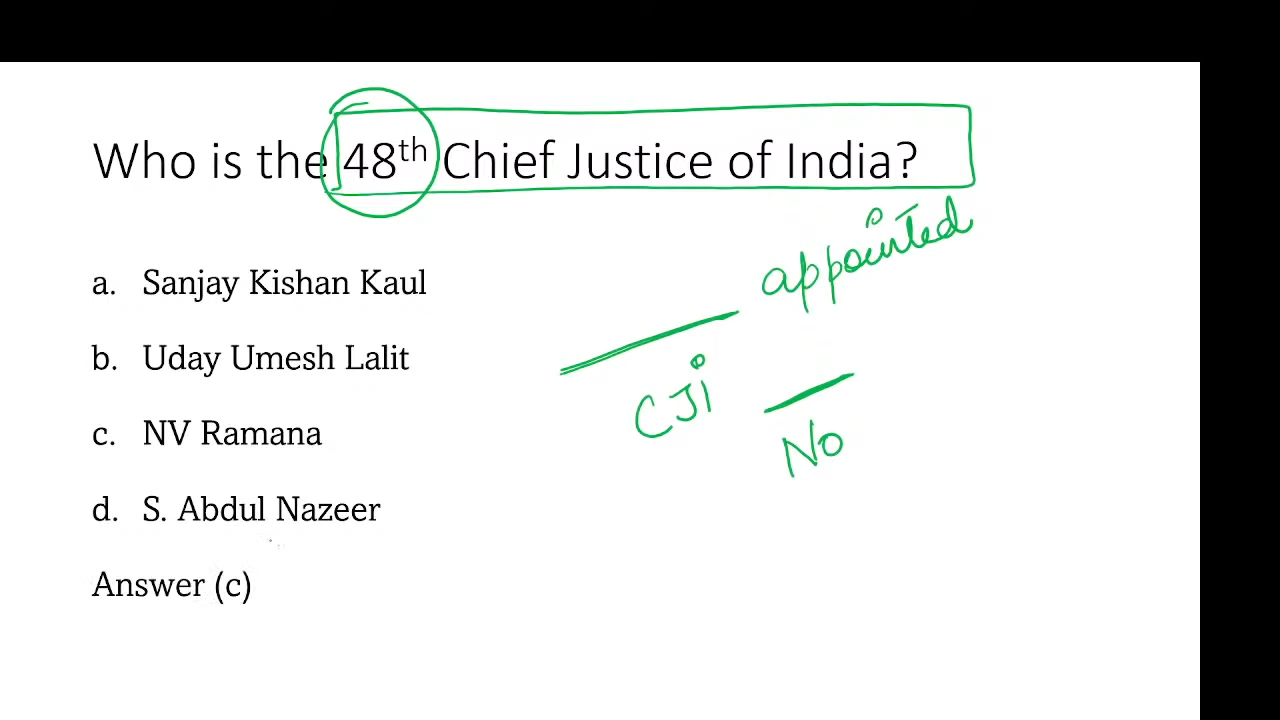 Who is the 48th Chief Justice of India?
appointed
a. Sanjay Kishan Kaul
b. Uday Umesh Lalit
CJi
c. NV Ramana
No
d. S. Abdul Nazeer
Answer (c)